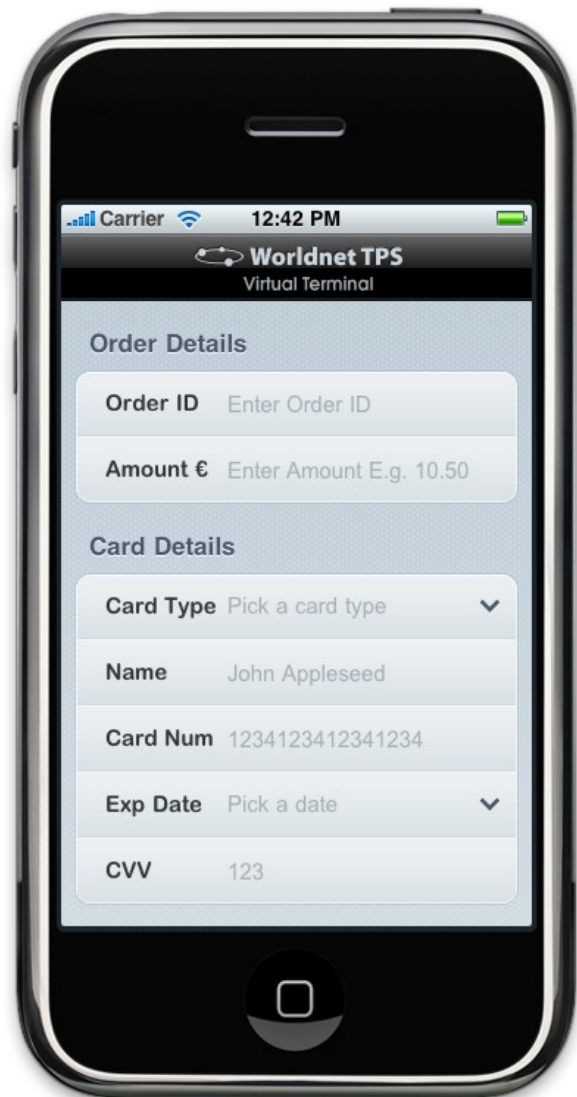 Carrier 12:42 PM
Worldnet TPS
Virtual Terminal
Order Details
Order ID Enter Order ID
Amount € Enter Amount E.g. 10.50
Card Details
Card Type Pick a card type
Name John Appleseed
Card Num 1234123412341234
Exp Date Pick a date
CVV 123